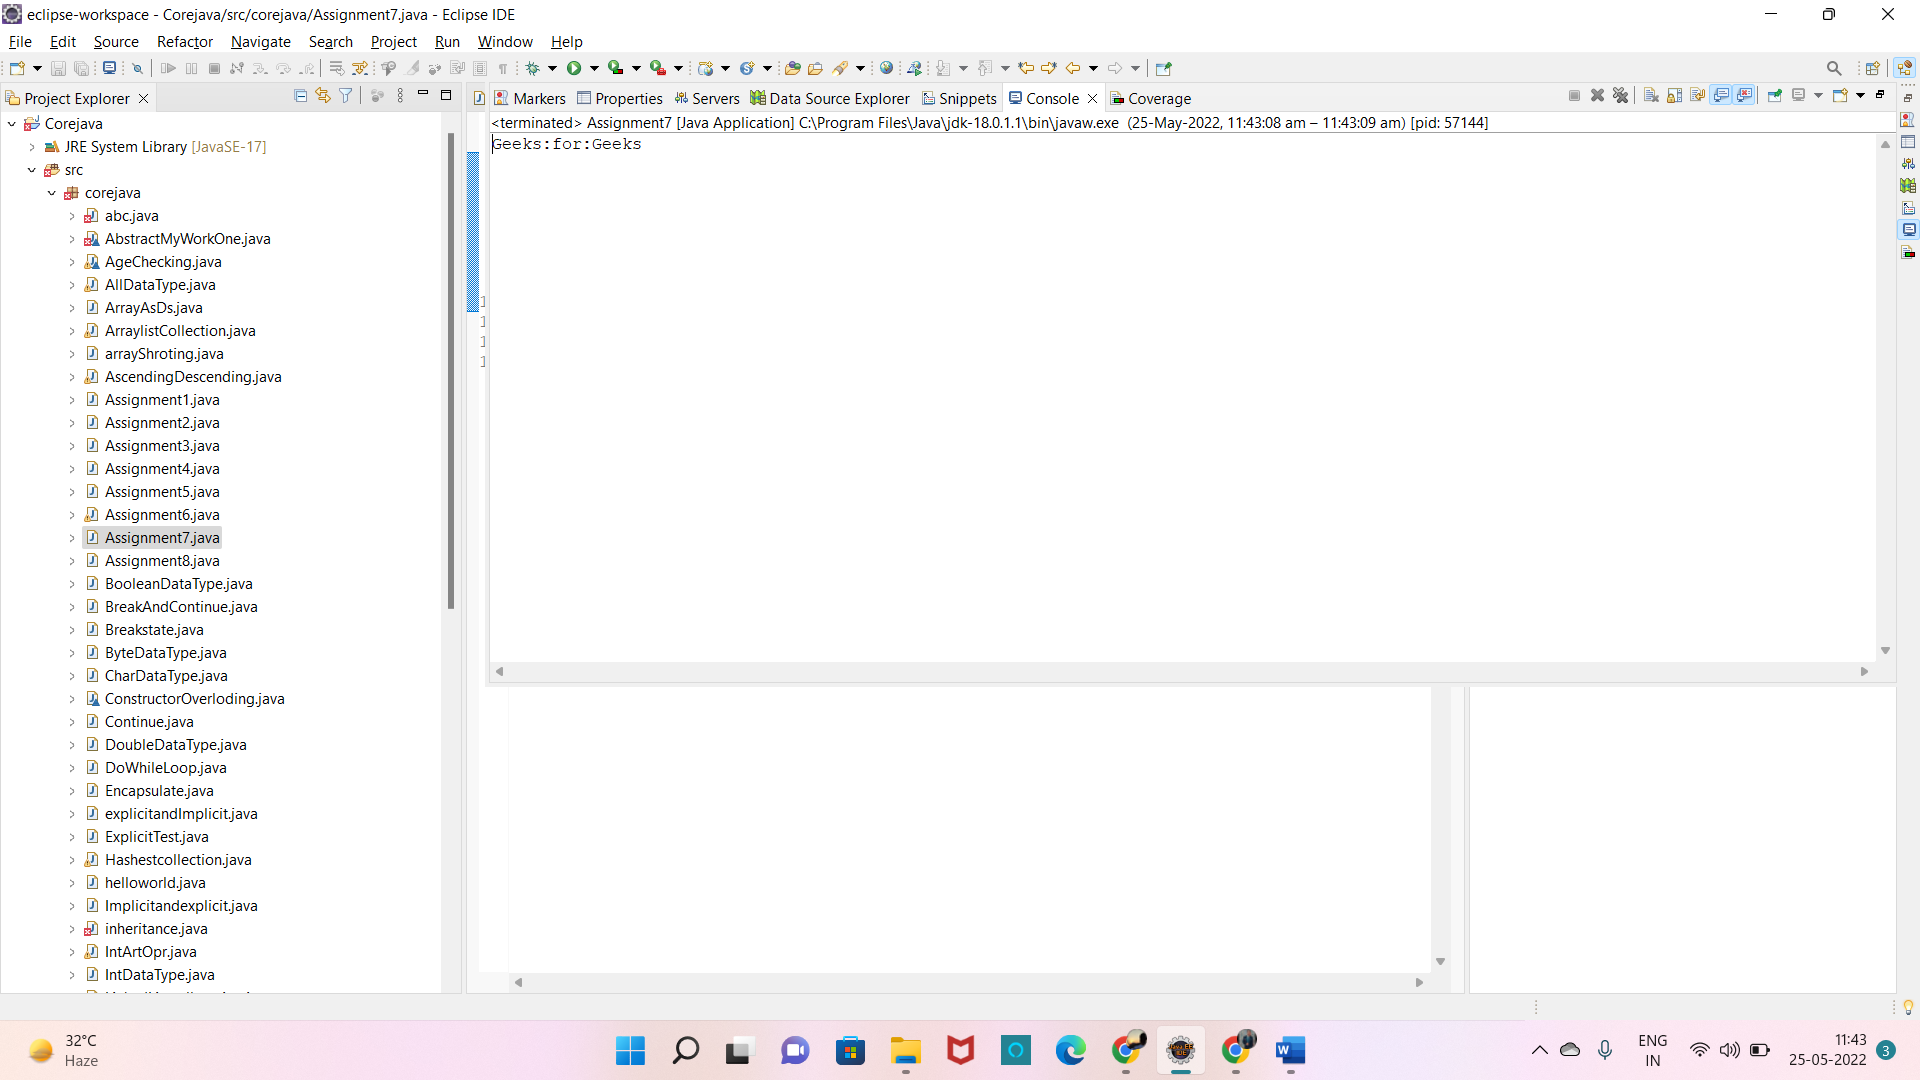 eclipse-workspace - Corejava/src/corejava/Assignment7.java - Eclipse IDE
File Edit Source Refactor Navigate Search Project Run Window Help
Project Explorer
Markers Properties Servers Data Source Explorer Snippets Console Coverage
<terminated> Assignment7 [Java Application] C:\Program Files\Java\jdk-18.0.1.1\bin\javaw.exe (25-May-2022, 11:43:08 am – 11:43:09 am) [pid: 57144]
Geeks:for:Geeks
1
1
1
1
Corejava
JRE System Library [JavaSE-17]
src
corejava
abc.java
AbstractMyWorkOne.java
AgeChecking.java
AllDataType.java
ArrayAsDs.java
ArraylistCollection.java
arrayShroting.java
AscendingDescending.java
Assignment1.java
Assignment2.java
Assignment3.java
Assignment4.java
Assignment5.java
Assignment6.java
Assignment7.java
Assignment8.java
BooleanDataType.java
BreakAndContinue.java
Breakstate.java
ByteDataType.java
CharDataType.java
ConstructorOverloding.java
Continue.java
DoubleDataType.java
DoWhileLoop.java
Encapsulate.java
explicitandImplicit.java
ExplicitTest.java
Hashestcollection.java
helloworld.java
Implicitandexplicit.java
inheritance.java
IntArtOpr.java
IntDataType.java
32°C
Haze
ENG
IN
11:43
25-05-2022
3